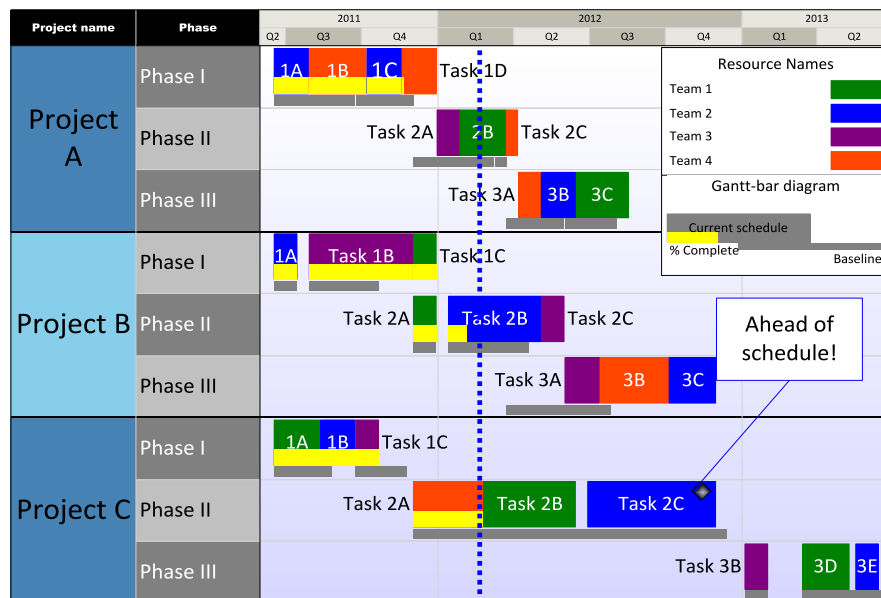 Project name Phase 2011 2012 2013
Q2 Q3 Q4 Q1 Q2 Q3 Q4 Q1 Q2
Project
A
Phase I 1A 1B 1C Task 1D
Phase II Task 2A 2B Task 2C
Phase III Task 3A 3B 3C
Resource Names
Team 1
Team 2
Team 3
Team 4
Gantt-bar diagram
Current schedule
% Complete
Baseline
Project B
Phase I 1A Task 1B Task 1C
Phase II Task 2A Task 2B Task 2C
Phase III Task 3A 3B 3C
Ahead of
schedule!
Project C
Phase I 1A 1B Task 1C
Phase II Task 2A Task 2B Task 2C
Phase III Task 3B 3D 3E